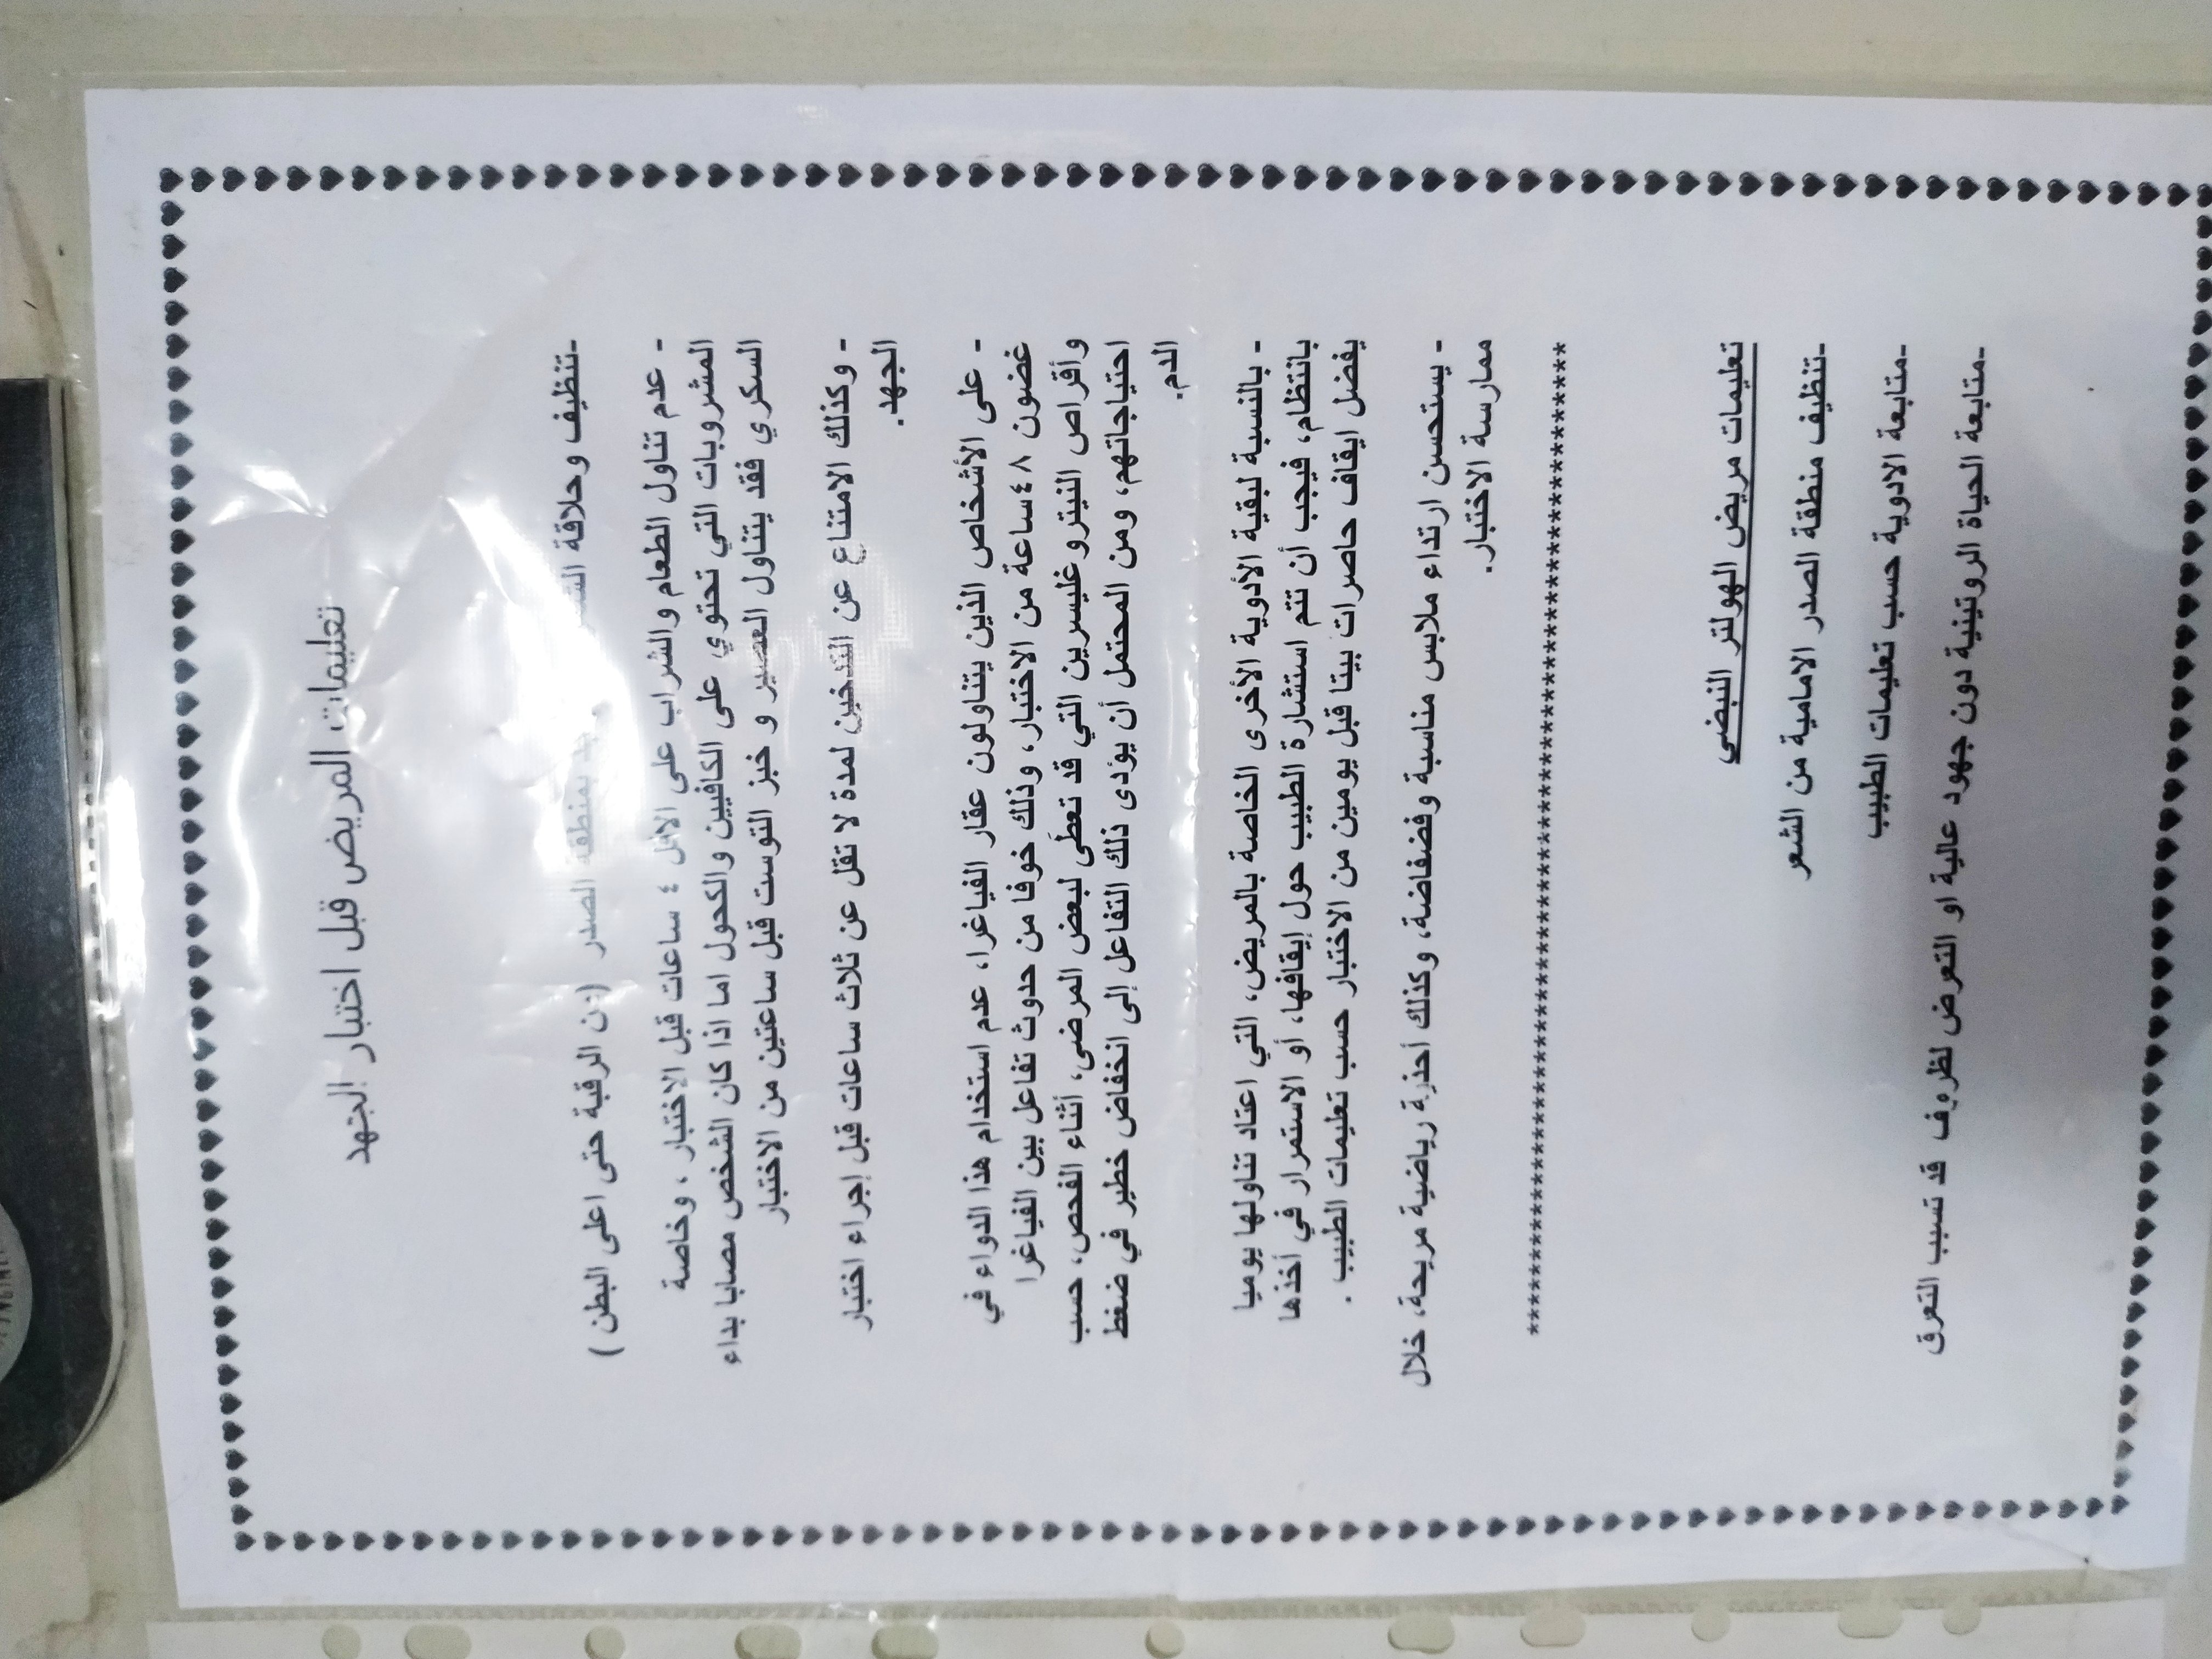 تعليمات المريض قبل اختبار الجهد
-تنظيف وحلاقة الشعر بمنطقة الصدر (من الرقبة حتى اعلى البطن )
- عدم تناول الطعام والشراب على الاقل ٤ ساعات قبل الاختبار ، وخاصة
المشروبات التي تحتوي على الكافيين والكحول اما اذا كان الشخص مصابا بداء
السكري فقد يتناول العصير و خبز التوست قبل ساعتين من الاختبار
- وكذلك الامتناع عن التدخين لمدة لا تقل عن ثلاث ساعات قبل إجراء اختبار
الجهد.
- على الأشخاص الذين يتناولون عقار الفياغرا، عدم استخدام هذا الدواء في
غضون ٤٨ساعة من الاختبار، وذلك خوفا من حدوث تفاعل بين الفياغرا
وأقراص النيتروغليسرين التي قد تعطَى لبعض المرضى، أثناء الفحص، حسب
احتياجاتهم، ومن المحتمل أن يؤدى ذلك التفاعل إلى انخفاض خطير في ضغط
الدم.
- بالنسبة لبقية الأدوية الأخرى الخاصة بالمريض، التي اعتاد تناولها يوميا
بانتظام، فيجب أن تتم استشارة الطبيب حول إيقافها، أو الاستمرار في أخذها
يفضل ايقاف حاصرات بيتا قبل يومين من الاختبار حسب تعليمات الطبيب .
- يستحسن ارتداء ملابس مناسبة وفضفاضة، وكذلك أحذية رياضية مريحة، خلال
ممارسة الاختبار.
******************************************************************
تعليمات مريض الهولتر النبضي
-تنظيف منطقة الصدر الامامية من الشعر
-متابعة الادوية حسب تعليمات الطبيب
-متابعة الحياة الروتينية دون جهود عالية او التعرض لظروف قد تسبب التعرق